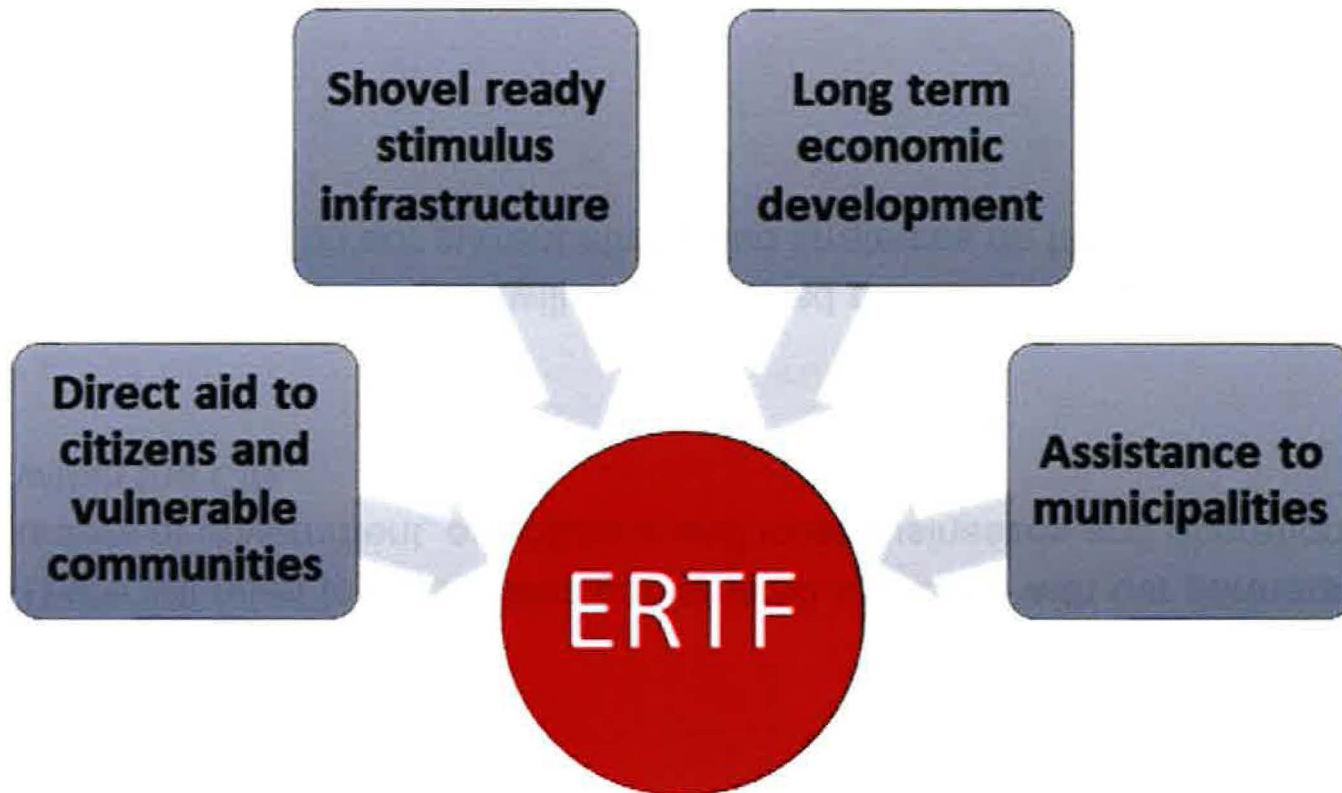 Shovel ready
stimulus
infrastructure
Long term
economic
development
Direct aid to
citizens and
vulnerable
communities
Assistance to
municipalities
ERTF